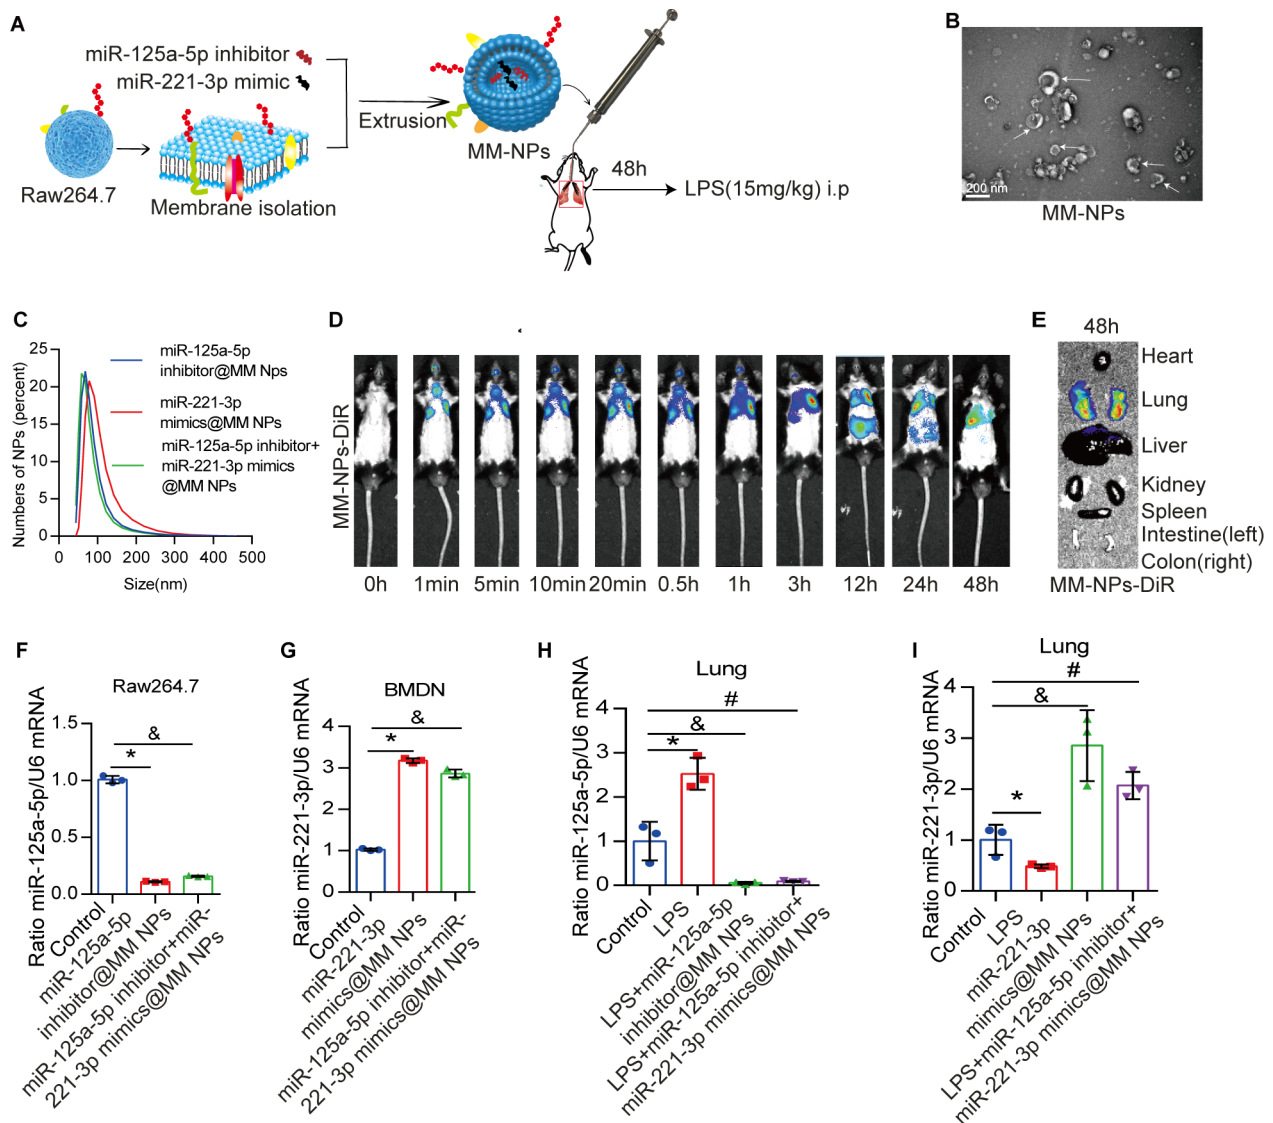 A
miR-125a-5p inhibitor
miR-221-3p mimic
Raw264.7
Membrane isolation
Extrusion
MM-NPs
48h
LPS(15mg/kg) i.p
B
200 nm
MM-NPs
C
Numbers of NPs (percent)
25
20
15
10
5
0
0
100
200
300
400
500
Size(nm)
miR-125a-5p
inhibitor@MM Nps
miR-221-3p
mimics@MM NPs
miR-125a-5p inhibitor+
miR-221-3p mimics
@MM NPs
D
MM-NPs-DiR
0h
1min
5min
10min
20min
0.5h
1h
3h
12h
24h
48h
E
48h
Heart
Lung
Liver
Kidney
Spleen
Intestine(left)
Colon(right)
MM-NPs-DiR
F
Raw264.7
Ratio miR-125a-5p/U6 mRNA
1.5
1.0
0.5
0.0
&
*
Control
miR-125a-5p
inhibitor@MM NPs
miR-125a-5p inhibitor+miR-
221-3p mimics@MM NPs
G
BMDN
Ratio miR-221-3p/U6 mRNA
4
3
2
1
0
&
*
Control
miR-221-3p
mimics@MM NPs
miR-125a-5p inhibitor+miR-
221-3p mimics@MM NPs
H
Lung
Ratio miR-125a-5p/U6 mRNA
4
3
2
1
0
#
&
*
Control
LPS
LPS+miR-125a-5p
inhibitor@MM NPs
LPS+miR-125a-5p inhibitor+
miR-221-3p mimics@MM NPs
I
Lung
Ratio miR-221-3p/U6 mRNA
4
3
2
1
0
#
&
*
Control
LPS
miR-221-3p
mimics@MM NPs
LPS+miR-125a-5p inhibitor+
miR-221-3p mimics@MM NPs